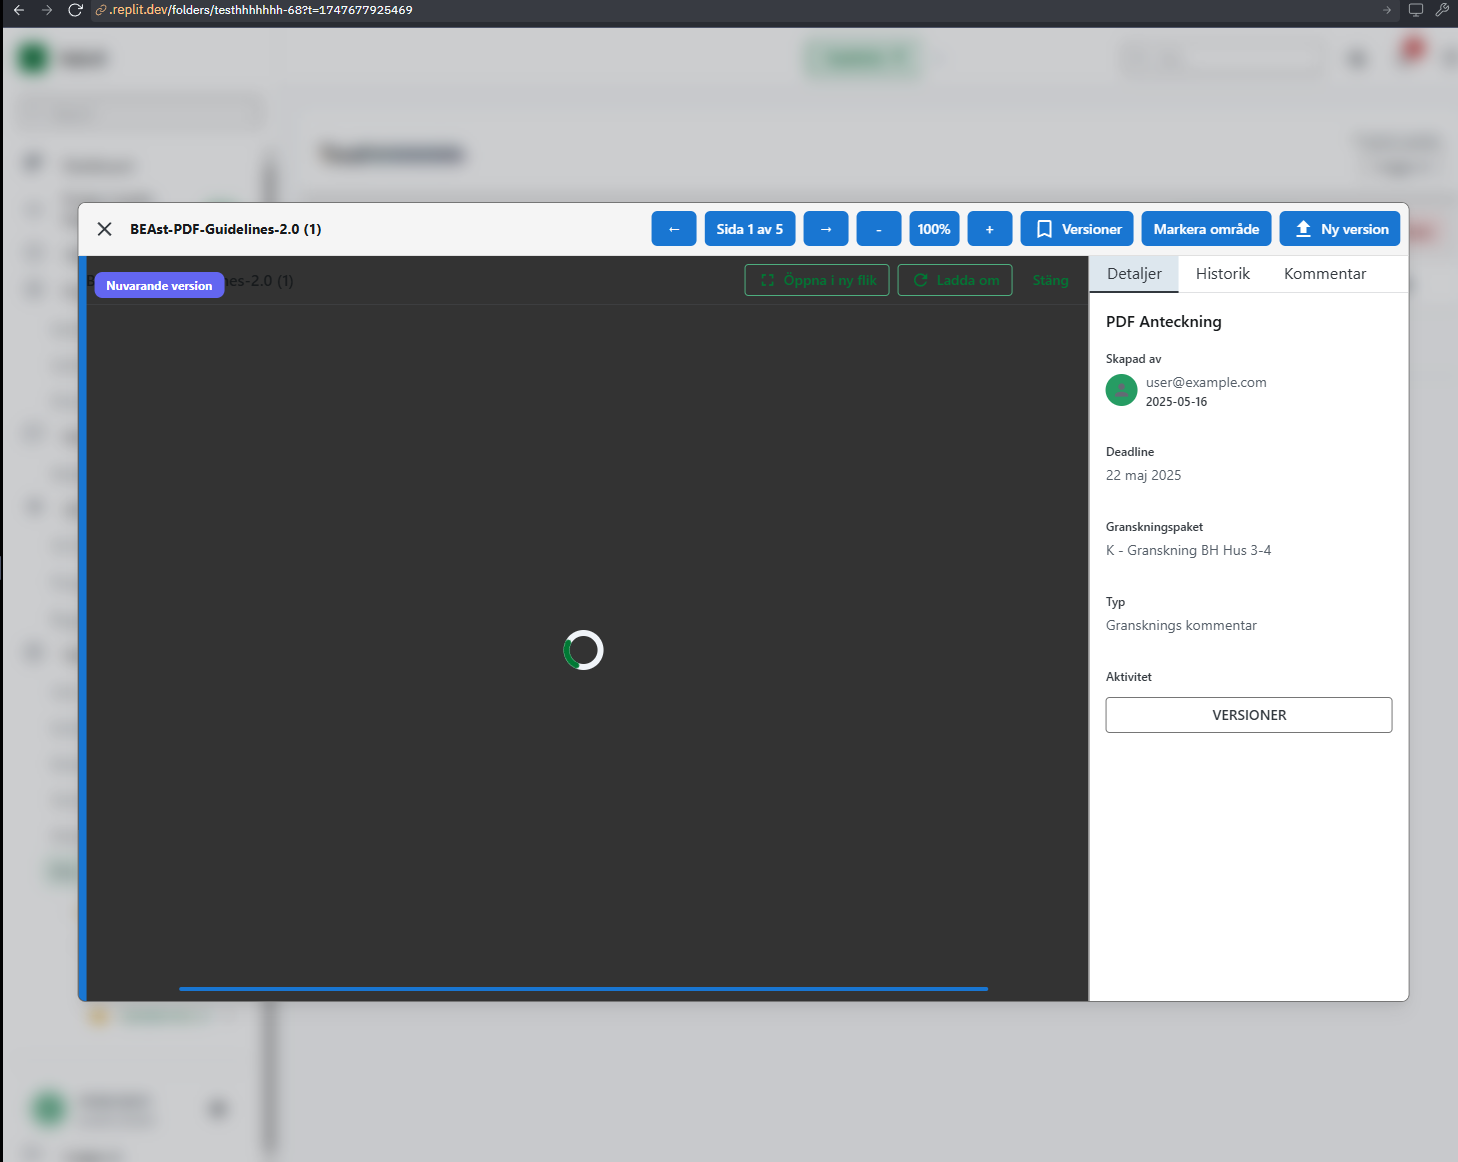 .replit.dev/folders/testhhhhhhh-68?t=1747677925469
BEAst-PDF-Guidelines-2.0 (1)
←
Sida 1 av 5
→
-
100%
+
Versioner
Markera område
Ny version
Nuvarande version
es-2.0 (1)
Öppna i ny flik
Ladda om
Stäng
Detaljer
Historik
Kommentar
PDF Anteckning
Skapad av
user@example.com
2025-05-16
Deadline
22 maj 2025
Granskningspaket
K - Granskning BH Hus 3-4
Typ
Gransknings kommentar
Aktivitet
VERSIONER